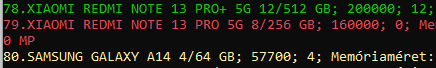 78.XIAOMI REDMI NOTE 13 PRO+ 5G 12/512 GB; 200000; 12;
79.XIAOMI REDMI NOTE 13 PRO 5G 8/256 GB; 160000; 0; Me
0 MP
80.SAMSUNG GALAXY A14 4/64 GB; 57700; 4; Memóriaméret: